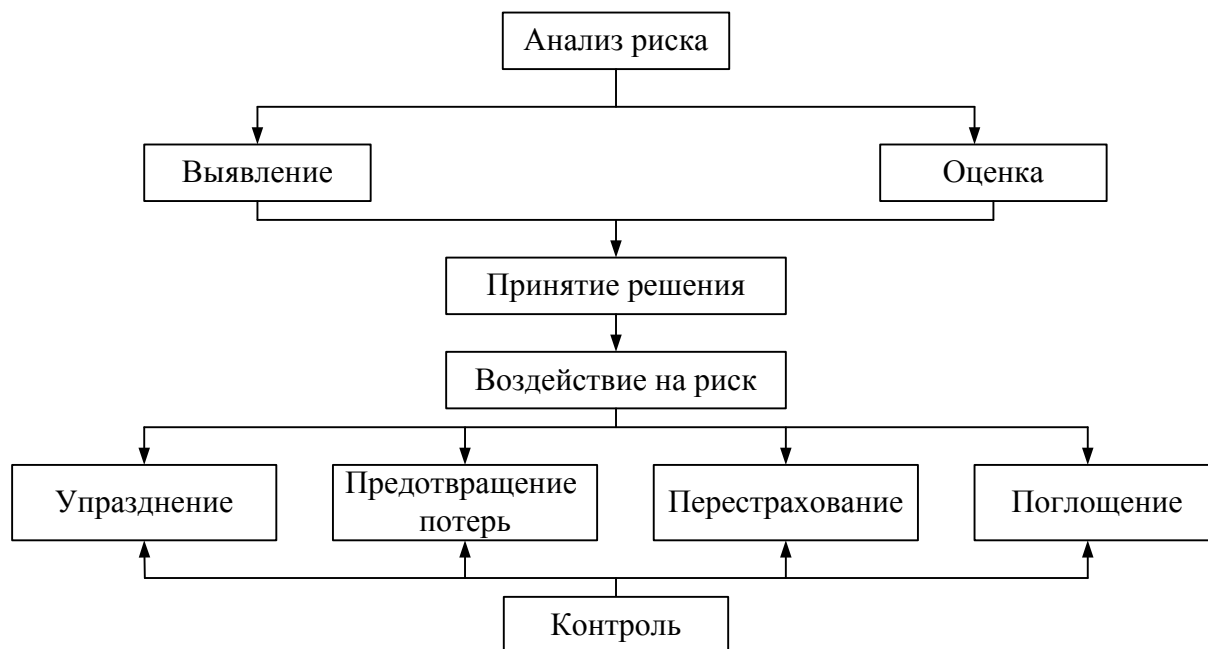 Анализ риска
Выявление
Оценка
Принятие решения
Воздействие на риск
Упразднение
Предотвращение
потерь
Перестрахование
Поглощение
Контроль